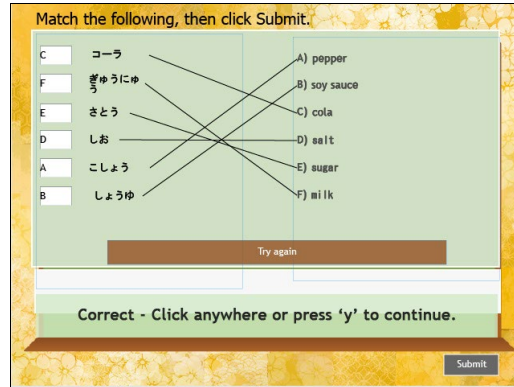 Match the following, then click Submit.
C コーラ
F ぎゅうにゅ
う
E さとう
D しお
A こしょう
B しょうゆ
A) pepper
B) soy sauce
C) cola
D) salt
E) sugar
F) milk
Try again
Correct - Click anywhere or press ‘y’ to continue.
Submit